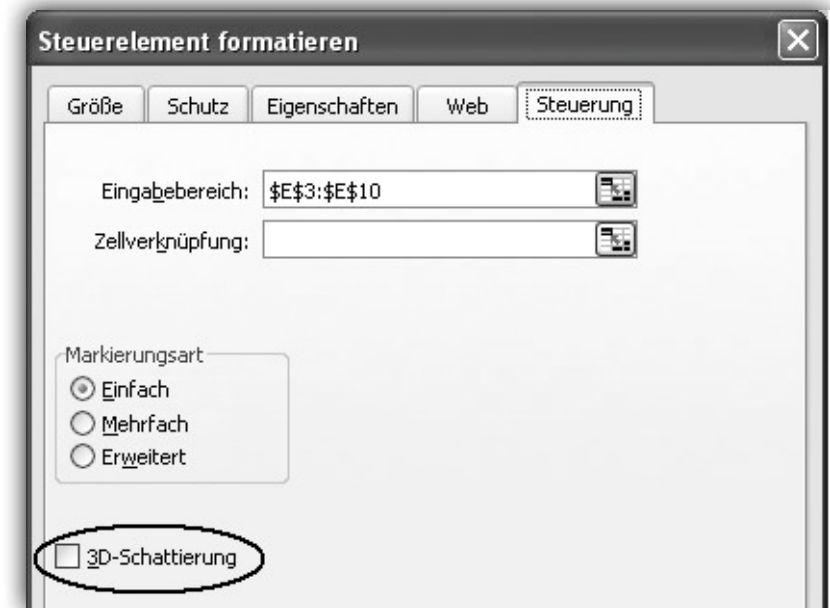 Steuerelement formatieren
Größe Schutz Eigenschaften Web Steuerung
Eingabebereich: $E$3:$E$10
Zellverknüpfung:
Markierungsart
Einfach
Mehrfach
Erweitert
3D-Schattierung